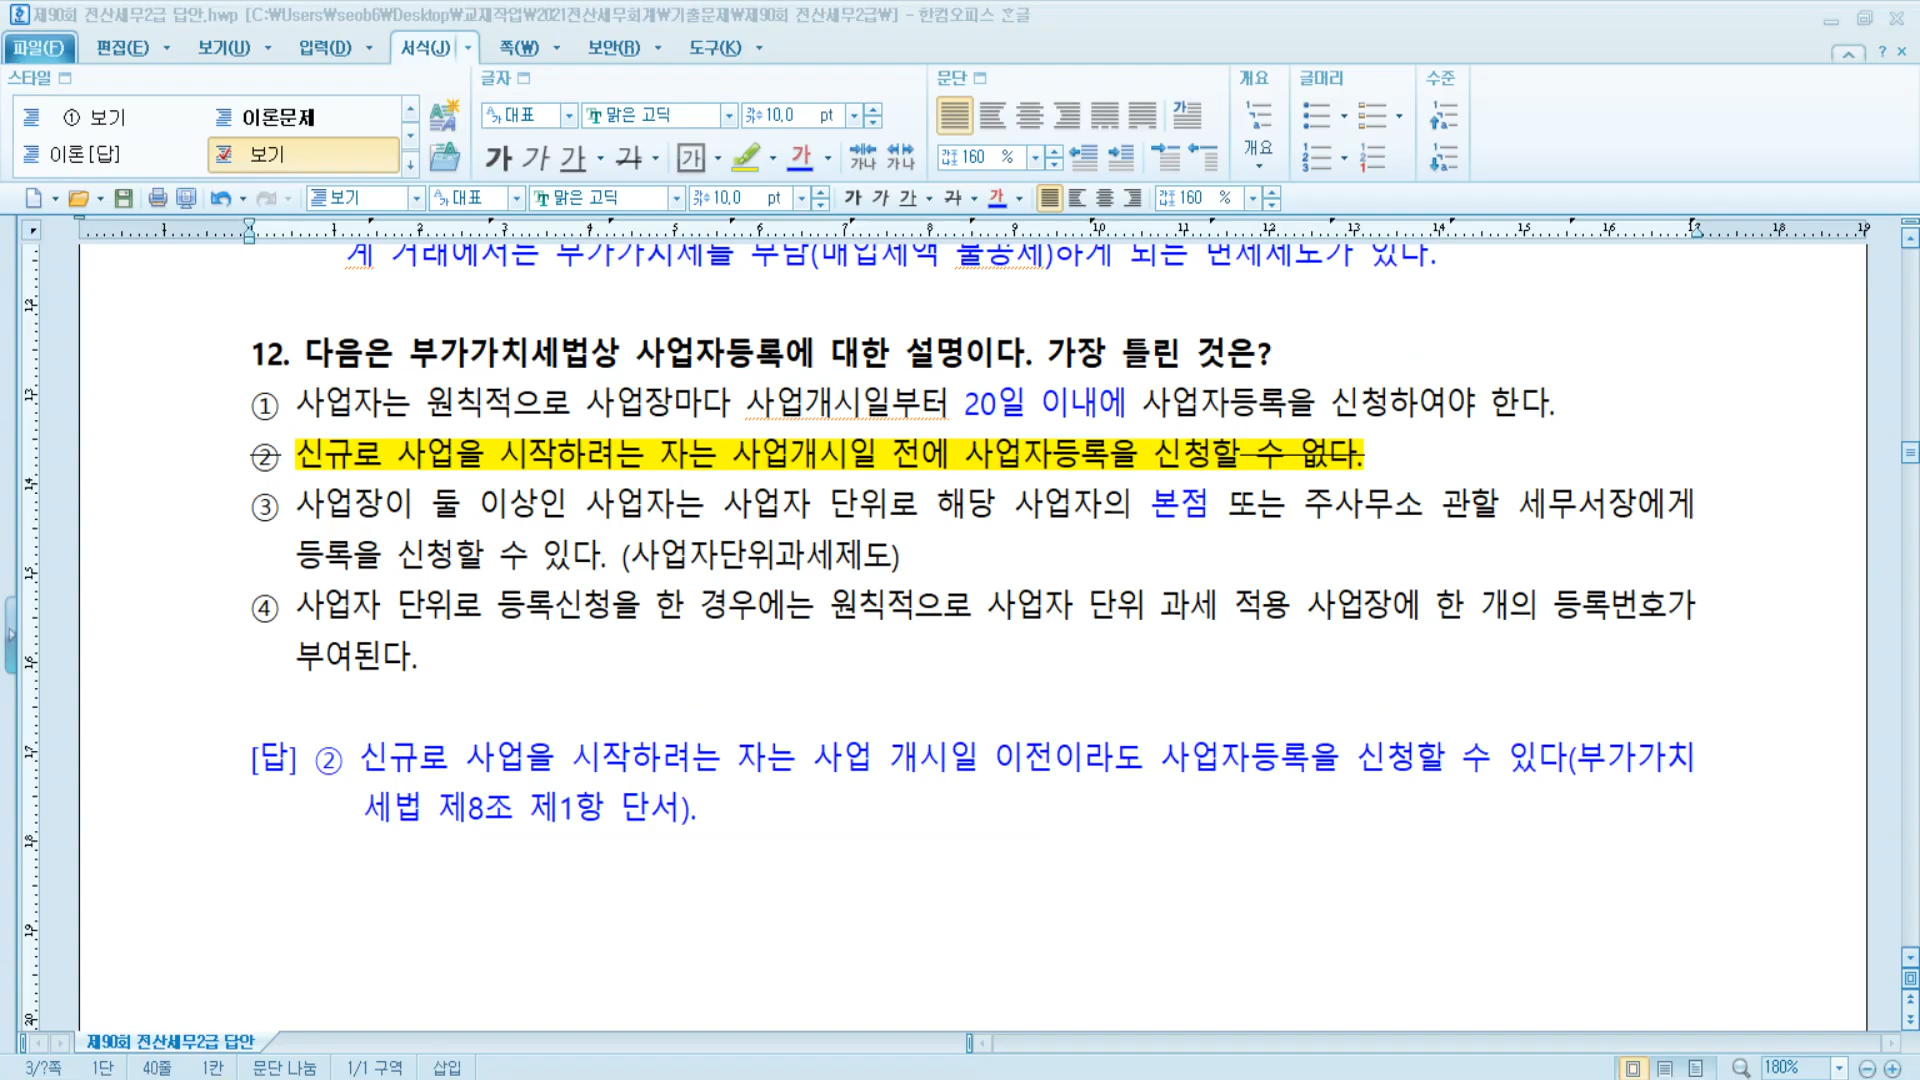 제90회 전산세무2급 답안.hwp [C:₩Users₩seob6₩Desktop₩교재작업₩2021전산세무회계₩기출문제₩제90회 전산세무2급₩] - 한컴오피스 한글
파일(F) 편집(E) 보기(U) 입력(D) 서식(J) 쪽(W) 보안(R) 도구(K)
스타일 글자 문단 개요 글머리 수준
① 보기 이론문제 대표 맑은 고딕 10,0 pt
이론[답] 보기 가 가 가 가 가 가 160 % 개요
보기 대표 맑은 고딕 10,0 pt 가 가 가 가 가 160 %
계 거래에서는 부가가치세를 부담(매입세액 불공제)하게 되는 면세제도가 있다.
12. 다음은 부가가치세법상 사업자등록에 대한 설명이다. 가장 틀린 것은?
① 사업자는 원칙적으로 사업장마다 사업개시일부터 20일 이내에 사업자등록을 신청하여야 한다.
② 신규로 사업을 시작하려는 자는 사업개시일 전에 사업자등록을 신청할 수 없다.
③ 사업장이 둘 이상인 사업자는 사업자 단위로 해당 사업자의 본점 또는 주사무소 관할 세무서장에게
등록을 신청할 수 있다. (사업자단위과세제도)
④ 사업자 단위로 등록신청을 한 경우에는 원칙적으로 사업자 단위 과세 적용 사업장에 한 개의 등록번호가
부여된다.
[답] ② 신규로 사업을 시작하려는 자는 사업 개시일 이전이라도 사업자등록을 신청할 수 있다(부가가치
세법 제8조 제1항 단서).
제90회 전산세무2급 답안
3/?쪽 1단 40줄 1칸 문단 나눔 1/1 구역 삽입 180%